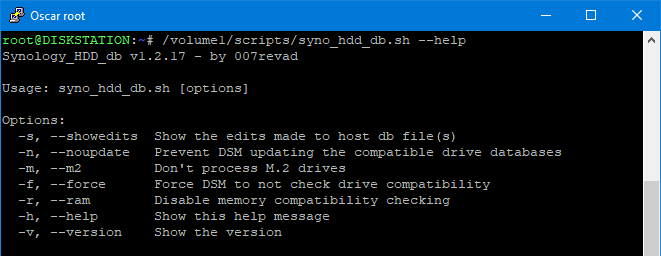 Oscar root
root@DISKSTATION:~# /volume1/scripts/syno_hdd_db.sh --help
Synology_HDD_db v1.2.17 - by 007revad
Usage: syno_hdd_db.sh [options]
Options:
-s, --showedits  Show the edits made to host db file(s)
-n, --noupdate   Prevent DSM updating the compatible drive databases
-m, --m2         Don't process M.2 drives
-f, --force      Force DSM to not check drive compatibility
-r, --ram        Disable memory compatibility checking
-h, --help       Show this help message
-v, --version    Show the version